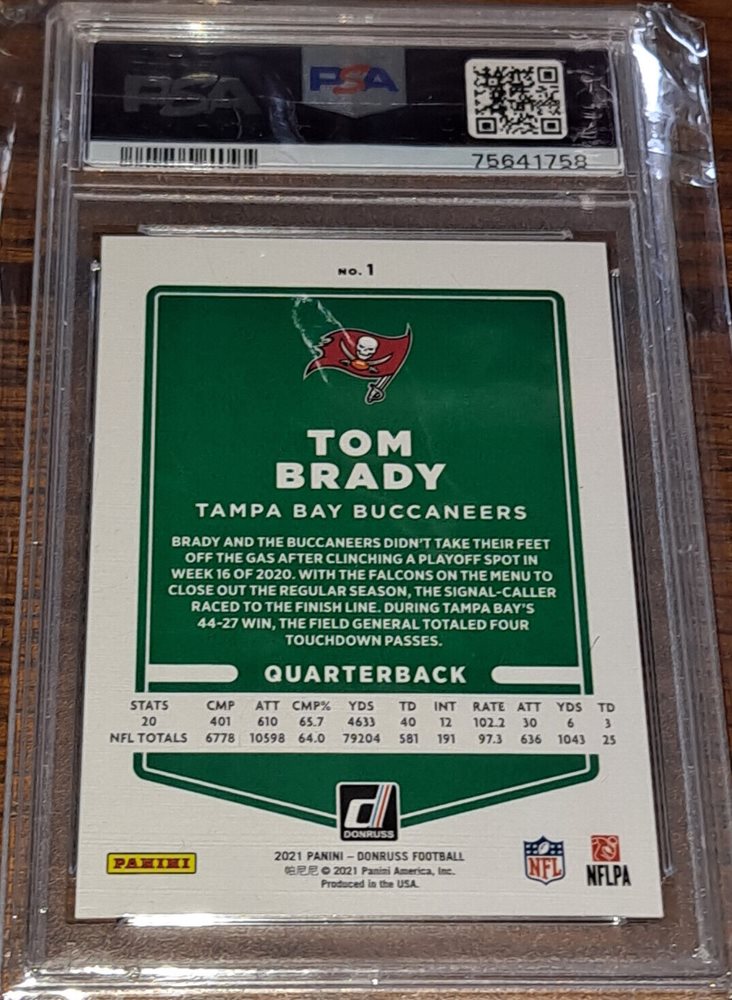 PSA
PSA
75641758
NO. 1
TOM
BRADY
TAMPA BAY BUCCANEERS
BRADY AND THE BUCCANEERS DIDN'T TAKE THEIR FEET
OFF THE GAS AFTER CLINCHING A PLAYOFF SPOT IN
WEEK 16 OF 2020. WITH THE FALCONS ON THE MENU TO
CLOSE OUT THE REGULAR SEASON, THE SIGNAL-CALLER
RACED TO THE FINISH LINE. DURING TAMPA BAY'S
44-27 WIN, THE FIELD GENERAL TOTALED FOUR
TOUCHDOWN PASSES.
QUARTERBACK
STATS CMP ATT CMP% YDS TD INT RATE ATT YDS TD
20 401 610 65.7 4633 40 12 102.2 30 6 3
NFL TOTALS 6778 10598 64.0 79204 581 191 97.3 636 1043 25
DONRUSS
2021 PANINI – DONRUSS FOOTBALL
帕尼尼 © 2021 Panini America, Inc.
Produced in the USA.
PANINI
NFL
NFLPA